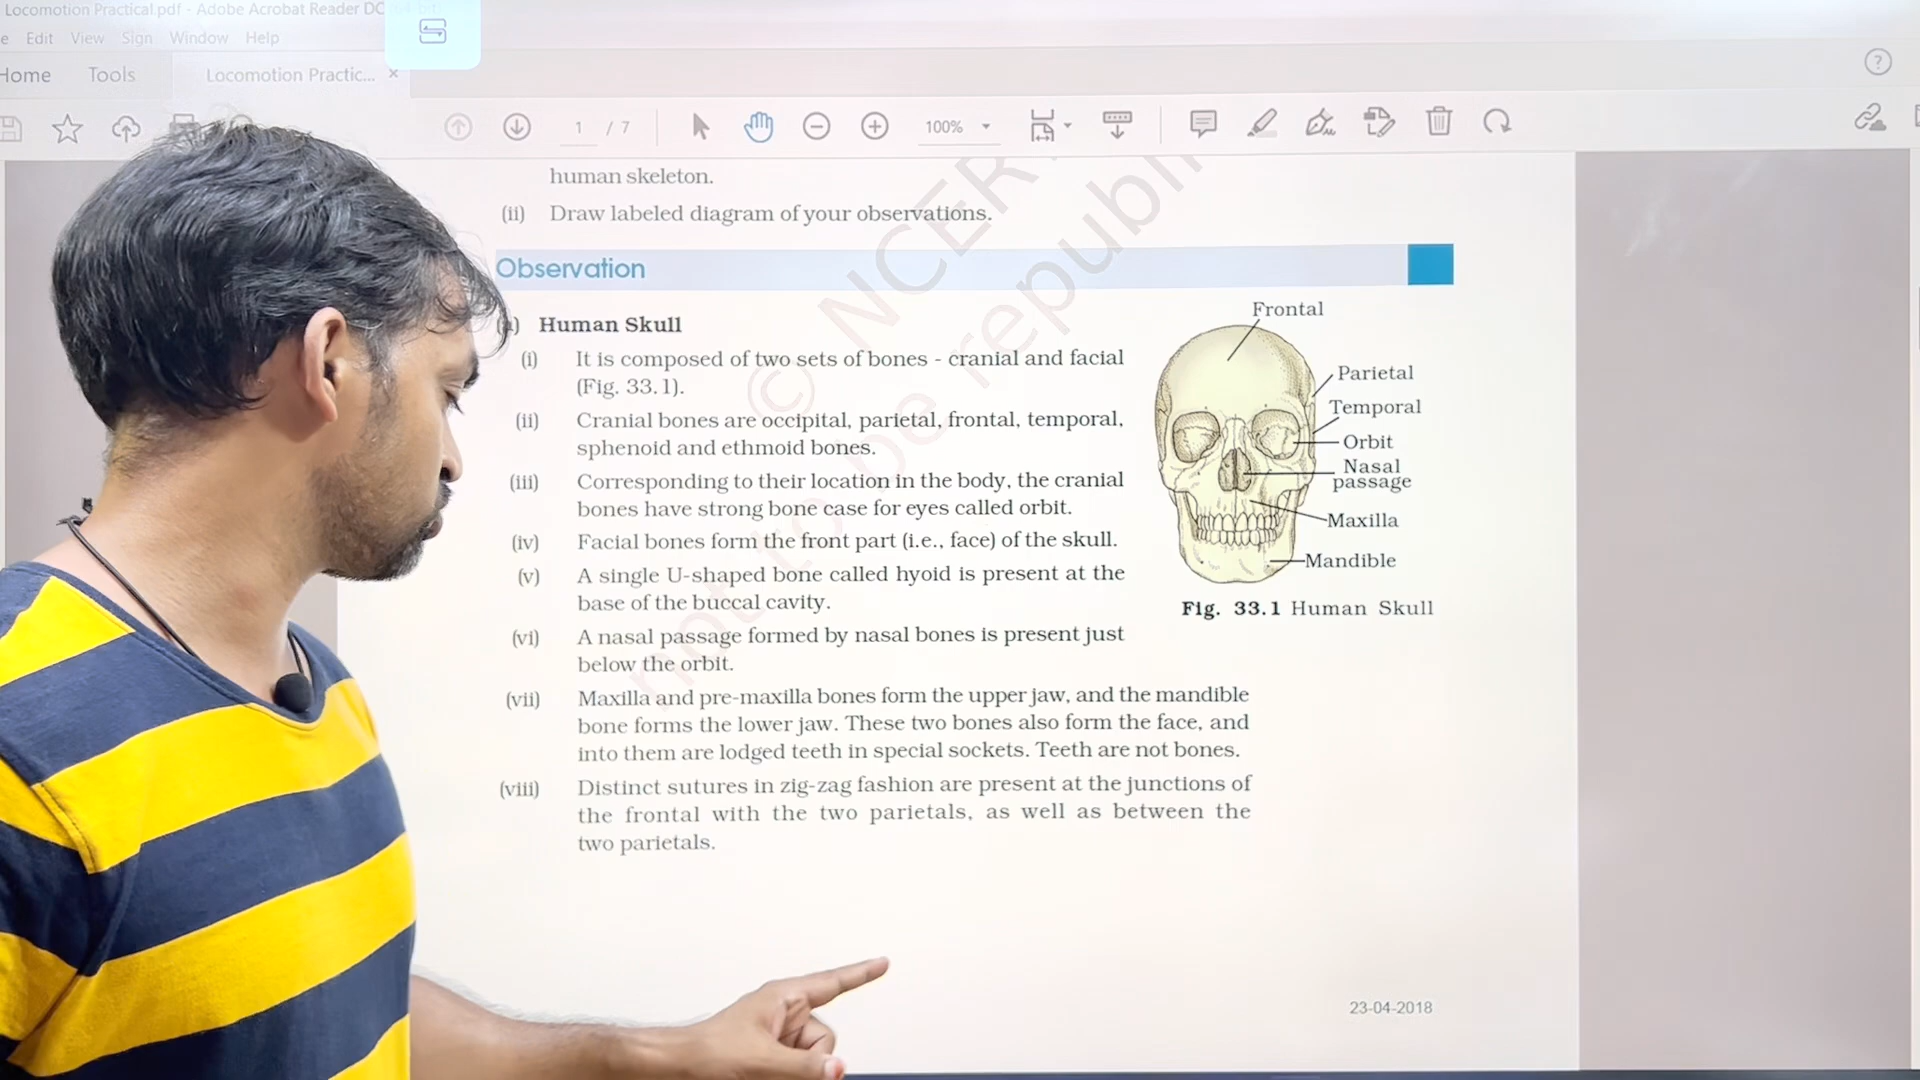 Locomotion Practical.pdf - Adobe Acrobat Reader DC
Edit View Sign Window Help
Home Tools Locomotion Practic... ×
1 / 7 100%
human skeleton.
(ii) Draw labeled diagram of your observations.
Observation
Human Skull
(i) It is composed of two sets of bones - cranial and facial
(Fig. 33.1).
(ii) Cranial bones are occipital, parietal, frontal, temporal,
sphenoid and ethmoid bones.
(iii) Corresponding to their location in the body, the cranial
bones have strong bone case for eyes called orbit.
(iv) Facial bones form the front part (i.e., face) of the skull.
(v) A single U-shaped bone called hyoid is present at the
base of the buccal cavity.
(vi) A nasal passage formed by nasal bones is present just
below the orbit.
(vii) Maxilla and pre-maxilla bones form the upper jaw, and the mandible
bone forms the lower jaw. These two bones also form the face, and
into them are lodged teeth in special sockets. Teeth are not bones.
(viii) Distinct sutures in zig-zag fashion are present at the junctions of
the frontal with the two parietals, as well as between the
two parietals.
Frontal
Parietal
Temporal
Orbit
Nasal
passage
Maxilla
Mandible
Fig. 33.1 Human Skull
© NCER
not to be republi
23-04-2018